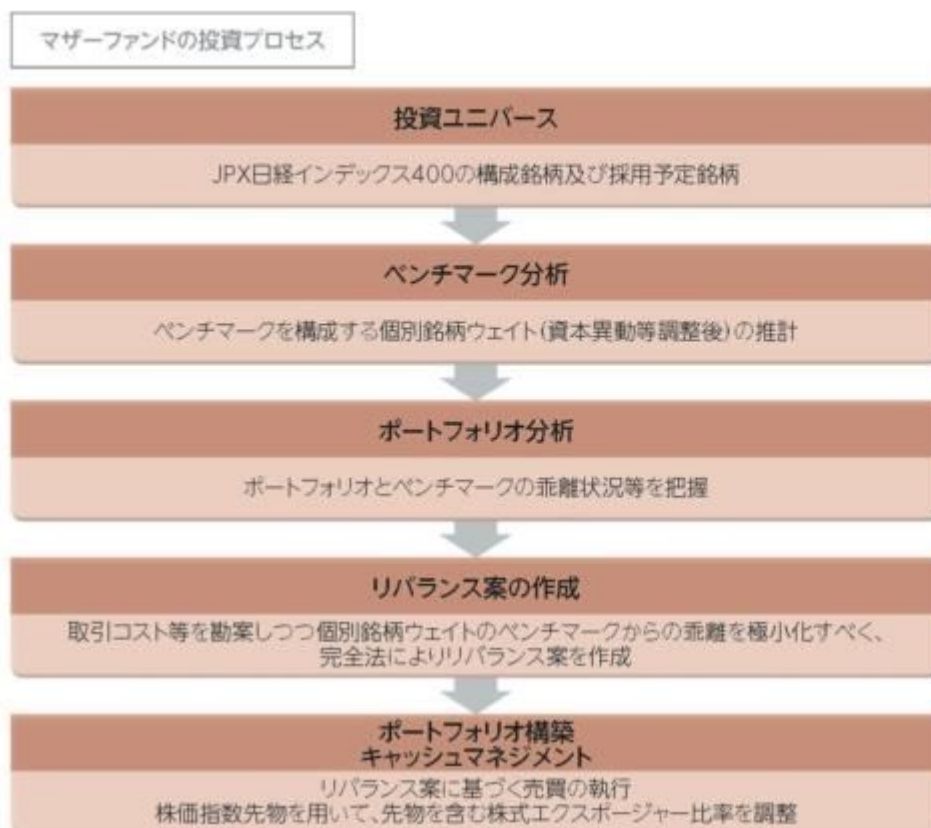 マザーファンドの投資プロセス
投資ユニバース
JPX日経インデックス400の構成銘柄及び採用予定銘柄
ベンチマーク分析
ベンチマークを構成する個別銘柄ウェイト(資本異動等調整後)の推計
ポートフォリオ分析
ポートフォリオとベンチマークの乖離状況等を把握
リバランス案の作成
取引コスト等を勘案しつつ個別銘柄ウェイトのベンチマークからの乖離を極小化すべく、
完全法によりリバランス案を作成
ポートフォリオ構築
キャッシュマネジメント
リバランス案に基づく売買の執行
株価指数先物を用いて、先物を含む株式エクスポージャー比率を調整